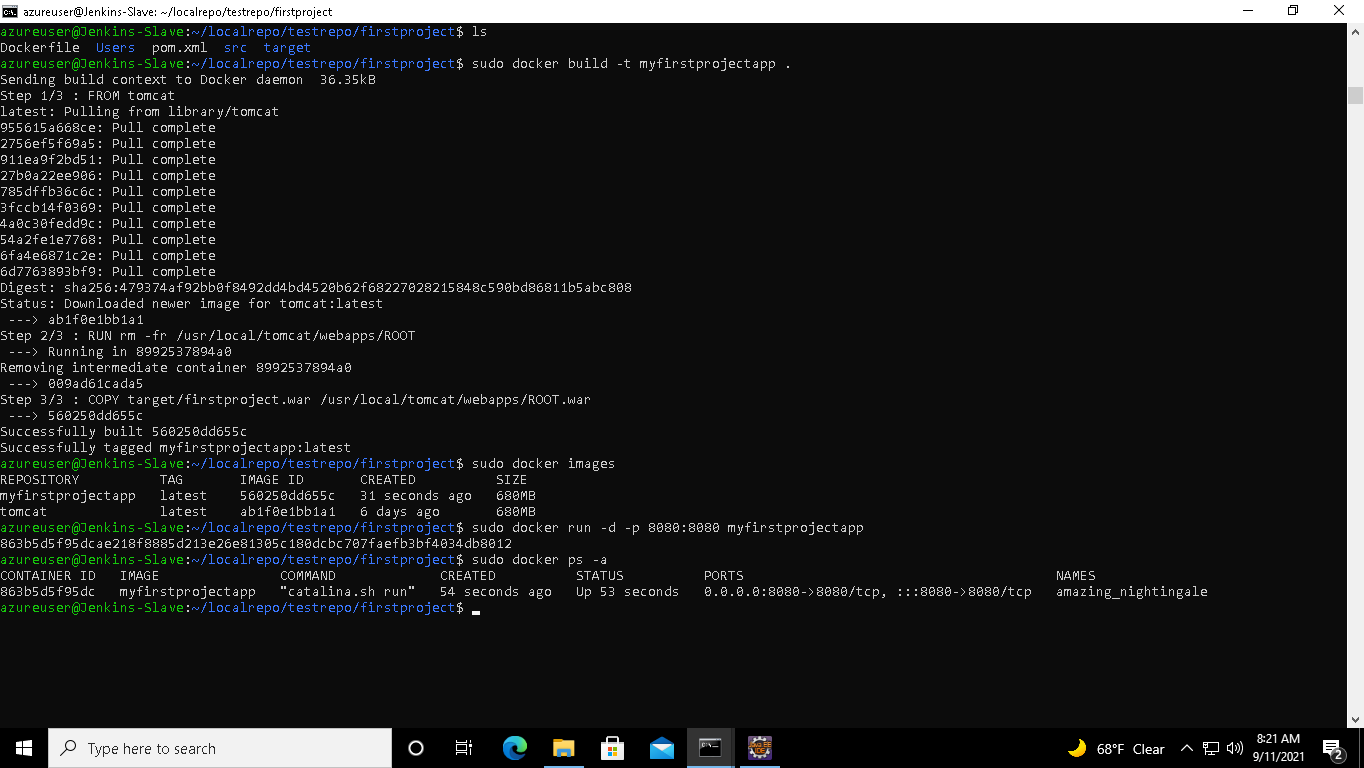 azureuser@Jenkins-Slave: ~/localrepo/testrepo/firstproject
azureuser@Jenkins-Slave:~/localrepo/testrepo/firstproject$ ls
Dockerfile  Users  pom.xml  src  target
azureuser@Jenkins-Slave:~/localrepo/testrepo/firstproject$ sudo docker build -t myfirstprojectapp .
Sending build context to Docker daemon  36.35kB
Step 1/3 : FROM tomcat
latest: Pulling from library/tomcat
955615a668ce: Pull complete
2756ef5f69a5: Pull complete
911ea9f2bd51: Pull complete
27b0a22ee906: Pull complete
785dffb36c6c: Pull complete
3fccb14f0369: Pull complete
4a0c30fedd9c: Pull complete
54a2fe1e7768: Pull complete
6fa4e6871c2e: Pull complete
6d7763893bf9: Pull complete
Digest: sha256:479374af92bb0f8492dd4bd4520b62f68227028215848c590bd86811b5abc808
Status: Downloaded newer image for tomcat:latest
 ---> ab1f0e1bb1a1
Step 2/3 : RUN rm -fr /usr/local/tomcat/webapps/ROOT
 ---> Running in 8992537894a0
Removing intermediate container 8992537894a0
 ---> 009ad61cada5
Step 3/3 : COPY target/firstproject.war /usr/local/tomcat/webapps/ROOT.war
 ---> 560250dd655c
Successfully built 560250dd655c
Successfully tagged myfirstprojectapp:latest
azureuser@Jenkins-Slave:~/localrepo/testrepo/firstproject$ sudo docker images
REPOSITORY          TAG       IMAGE ID       CREATED          SIZE
myfirstprojectapp   latest    560250dd655c   31 seconds ago   680MB
tomcat              latest    ab1f0e1bb1a1   6 days ago       680MB
azureuser@Jenkins-Slave:~/localrepo/testrepo/firstproject$ sudo docker run -d -p 8080:8080 myfirstprojectapp
863b5d5f95dcae218f8885d213e26e81305c180dcbc707faefb3bf4034db8012
azureuser@Jenkins-Slave:~/localrepo/testrepo/firstproject$ sudo docker ps -a
CONTAINER ID   IMAGE               COMMAND             CREATED          STATUS          PORTS                                       NAMES
863b5d5f95dc   myfirstprojectapp   "catalina.sh run"   54 seconds ago   Up 53 seconds   0.0.0.0:8080->8080/tcp, :::8080->8080/tcp   amazing_nightingale
azureuser@Jenkins-Slave:~/localrepo/testrepo/firstproject$
Type here to search
68°F Clear
8:21 AM
9/11/2021
2